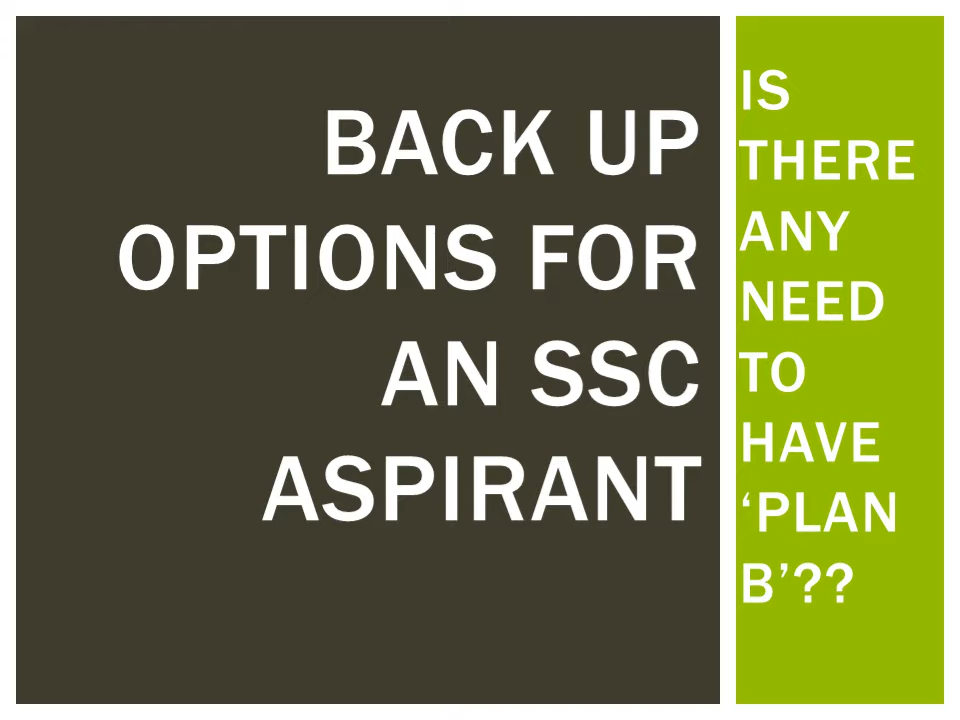 BACK UP
OPTIONS FOR
AN SSC
ASPIRANT
IS
THERE
ANY
NEED
TO
HAVE
‘PLAN
B’??